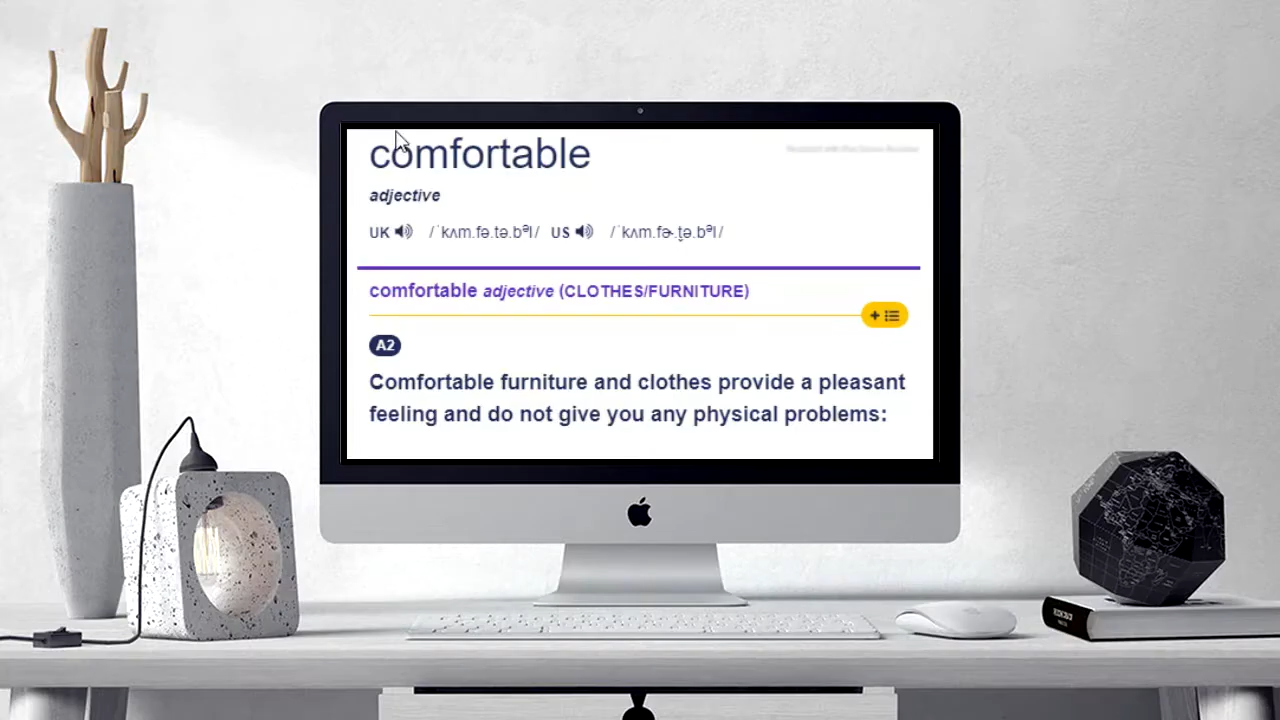 comfortable
adjective
UK /ˈkʌm.fə.tə.bᵊl/ US /ˈkʌm.fɚ.t̬ə.bᵊl/
comfortable adjective (CLOTHES/FURNITURE)
A2
Comfortable furniture and clothes provide a pleasant
feeling and do not give you any physical problems: